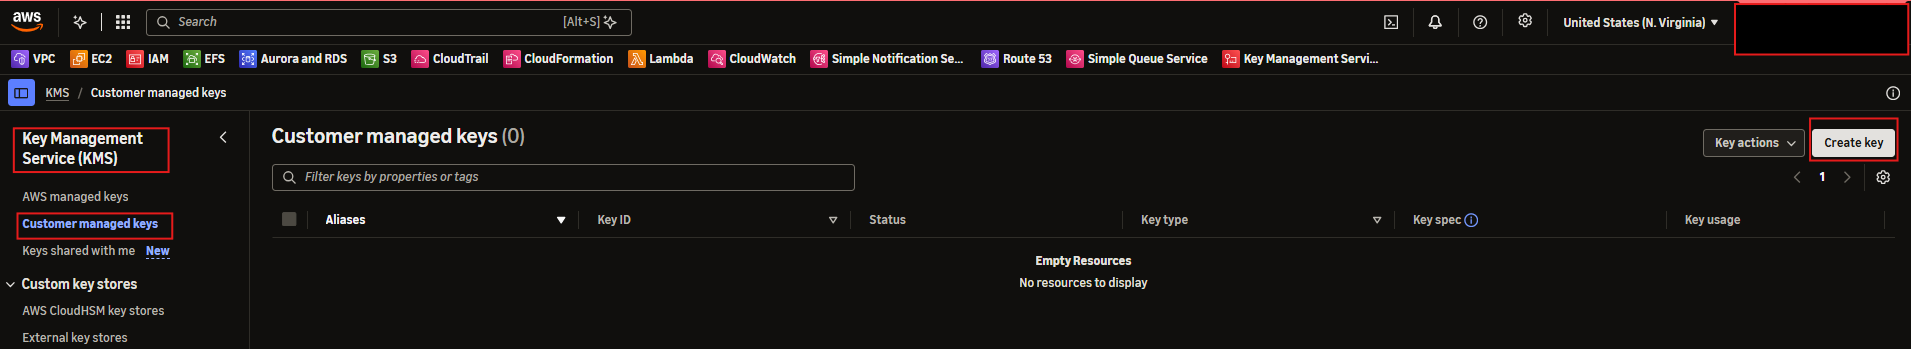 aws
Search [Alt+S]
United States (N. Virginia)
VPC EC2 IAM EFS Aurora and RDS S3 CloudTrail CloudFormation Lambda CloudWatch Simple Notification Se... Route 53 Simple Queue Service Key Management Servi...
KMS / Customer managed keys
Key Management
Service (KMS)
AWS managed keys
Customer managed keys
Keys shared with me New
Custom key stores
AWS CloudHSM key stores
External key stores
Customer managed keys (0)
Key actions Create key
Filter keys by properties or tags
1
Aliases Key ID Status Key type Key spec Key usage
Empty Resources
No resources to display